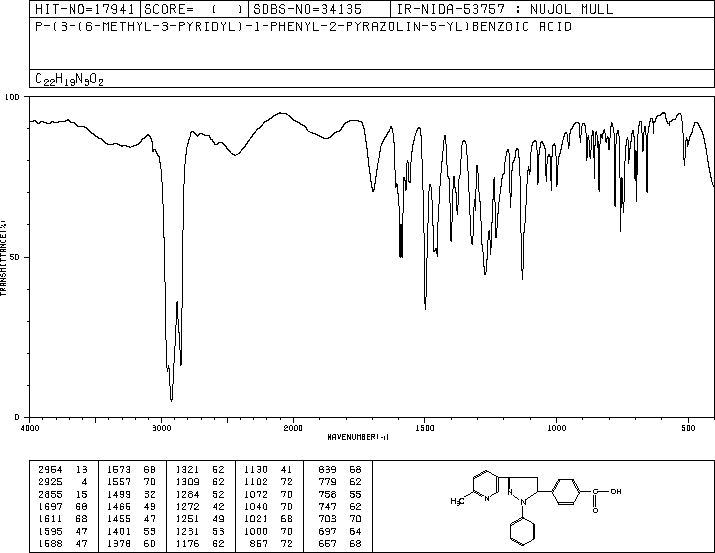 HIT-NO=17941 SCORE= ( ) SDBS-NO=34135 IR-NIDA-53757 : NUJOL MULL
P-(3-(6-METHYL-3-PYRIDYL)-1-PHENYL-2-PYRAZOLIN-5-YL)BENZOIC ACID
C22H19N3O2
100
50
0
TRANSMITTANCE(%)
4000 3000 2000 1500 1000 500
WAVENUMBER(-1)
2954 13 1573 68 1321 52 1130 41 839 58
2925 4 1557 70 1309 62 1102 72 779 62
2855 15 1499 32 1284 52 1072 70 758 55
1697 68 1466 49 1272 42 1040 70 747 62
1611 68 1455 47 1251 49 1021 68 703 70
1595 47 1401 53 1231 53 1000 70 697 64
1588 47 1378 60 1176 62 867 72 657 68
H3C N N N C OH O